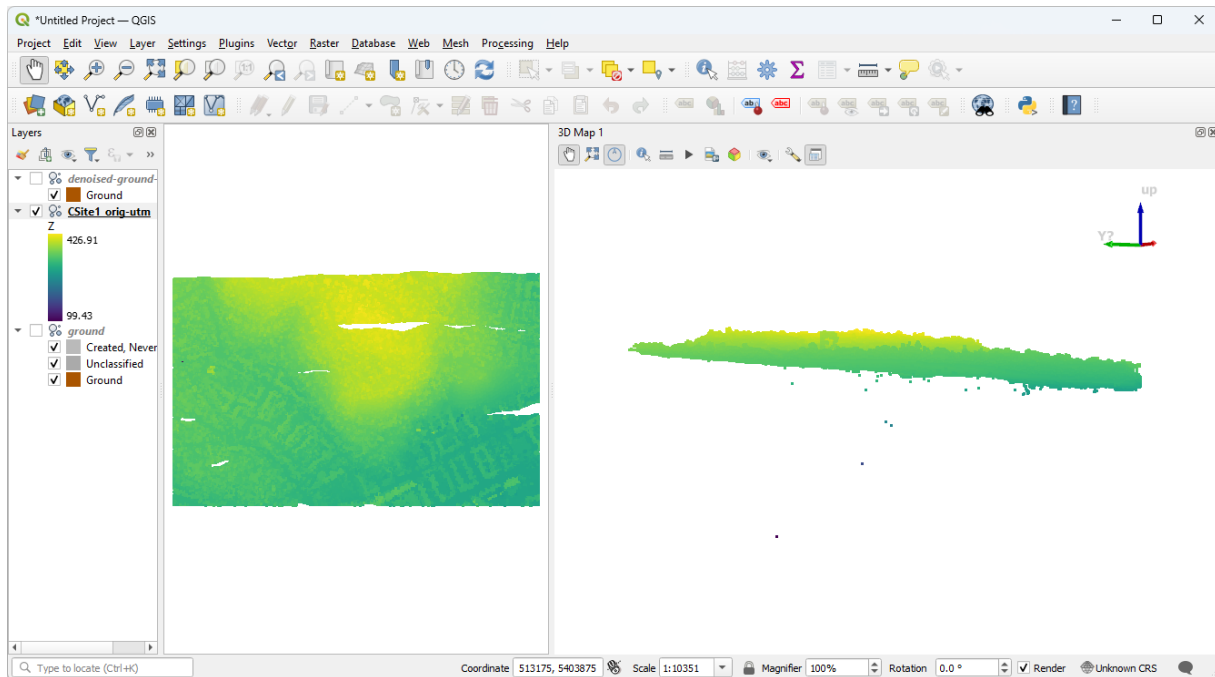 *Untitled Project — QGIS
Project Edit View Layer Settings Plugins Vector Raster Database Web Mesh Processing Help
Layers
denoised-ground-
Ground
CSite1_orig-utm
Z
426.91
99.43
ground
Created, Never
Unclassified
Ground
3D Map 1
up
Y?
Type to locate (Ctrl+K)
Coordinate 513175, 5403875 Scale 1:10351 Magnifier 100% Rotation 0.0 ° Render Unknown CRS